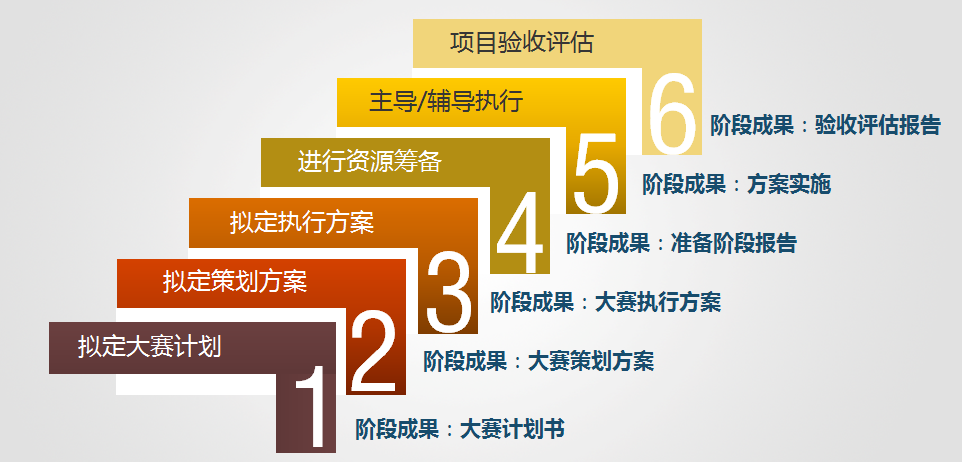 项目验收评估
6
阶段成果：验收评估报告
主导/辅导执行
5
阶段成果：方案实施
进行资源筹备
4
阶段成果：准备阶段报告
拟定执行方案
3
阶段成果：大赛执行方案
拟定策划方案
2
阶段成果：大赛策划方案
拟定大赛计划
1
阶段成果：大赛计划书